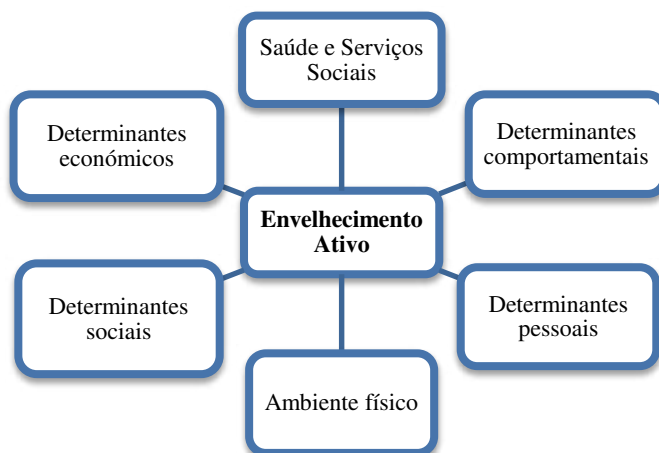 Saúde e Serviços
Sociais
Determinantes
económicos
Determinantes
comportamentais
Envelhecimento
Ativo
Determinantes
sociais
Determinantes
pessoais
Ambiente físico